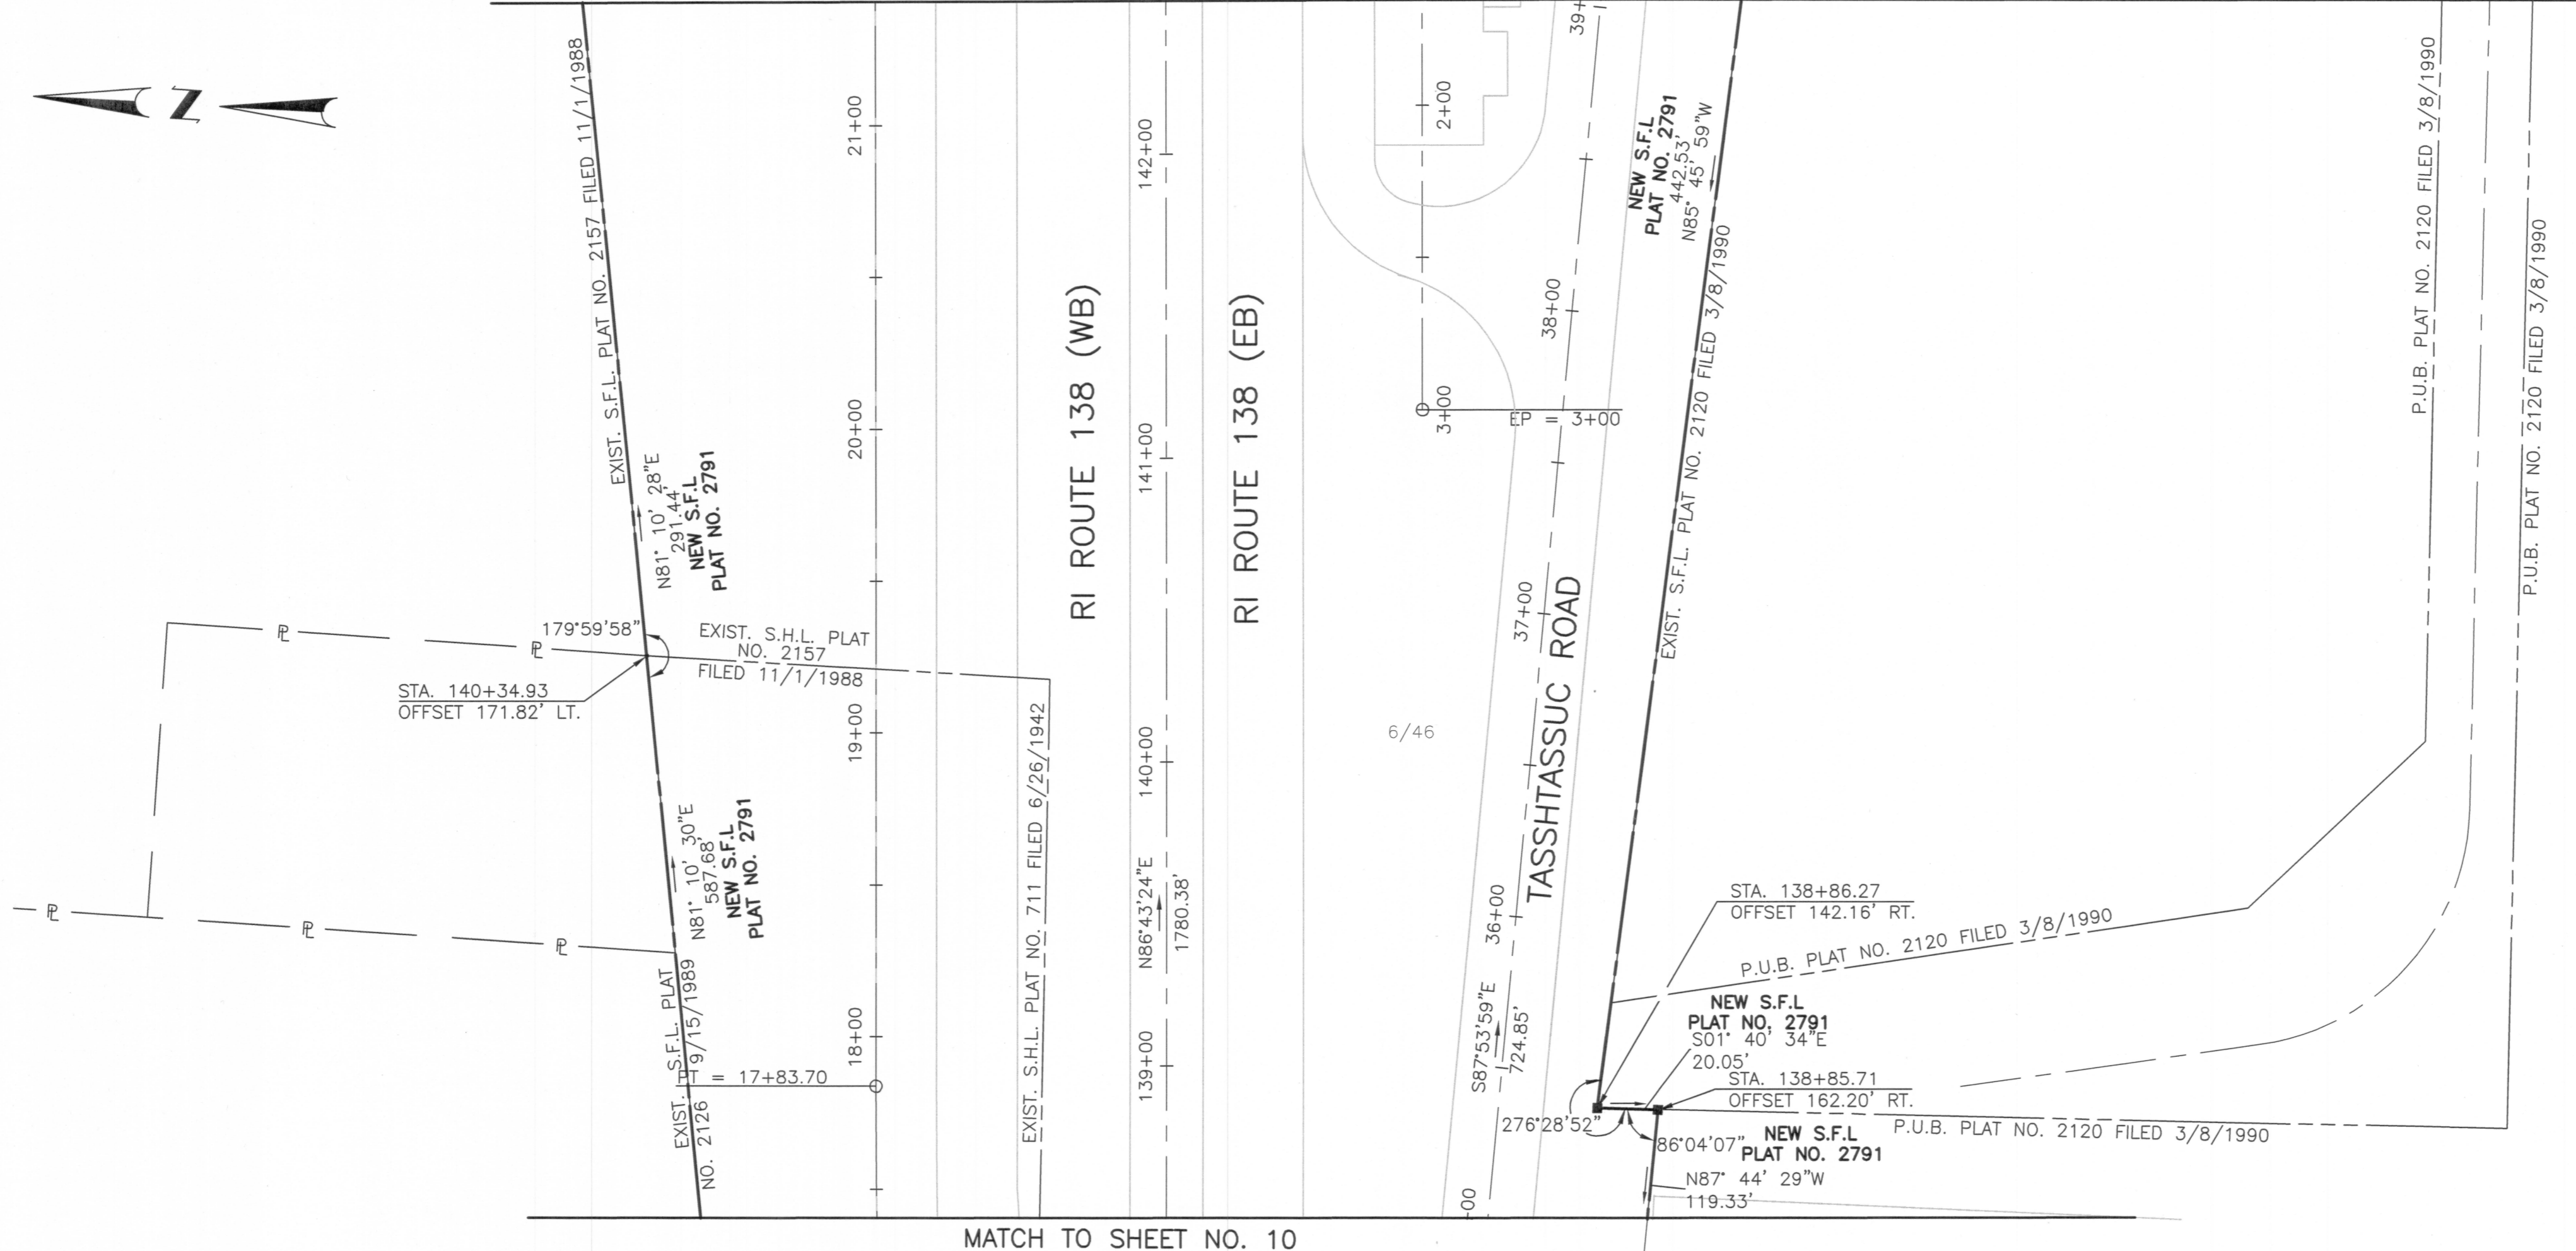 N
EXIST. S.F.L. PLAT NO. 2157 FILED 11/1/1988
N81° 10' 28"E
291.44'
NEW S.F.L
PLAT NO. 2791
179°59'58"
EXIST. S.H.L. PLAT
NO. 2157
FILED 11/1/1988
STA. 140+34.93
OFFSET 171.82' LT.
PL
PL
PL
PL
PL
N81° 10' 30"E
587.68'
NEW S.F.L
PLAT NO. 2791
EXIST. S.F.L. PLAT
NO. 2126 9/15/1989
PT = 17+83.70
21+00
20+00
19+00
18+00
EXIST. S.H.L. PLAT NO. 711 FILED 6/26/1942
RI ROUTE 138 (WB)
142+00
141+00
140+00
139+00
N86°43'24"E
1780.38'
RI ROUTE 138 (EB)
2+00
3+00
EP = 3+00
6/46
39+
38+00
37+00
36+00
+00
TASSHTASSUC ROAD
S87°53'59"E
724.85'
NEW S.F.L
PLAT NO. 2791
442.53'
N85° 45' 59"W
EXIST. S.F.L. PLAT NO. 2120 FILED 3/8/1990
P.U.B. PLAT NO. 2120 FILED 3/8/1990
P.U.B. PLAT NO. 2120 FILED 3/8/1990
STA. 138+86.27
OFFSET 142.16' RT.
P.U.B. PLAT NO. 2120 FILED 3/8/1990
NEW S.F.L
PLAT NO. 2791
S01° 40' 34"E
20.05'
STA. 138+85.71
OFFSET 162.20' RT.
276°28'52"
86°04'07"
NEW S.F.L
PLAT NO. 2791
P.U.B. PLAT NO. 2120 FILED 3/8/1990
N87° 44' 29"W
119.33'
MATCH TO SHEET NO. 10